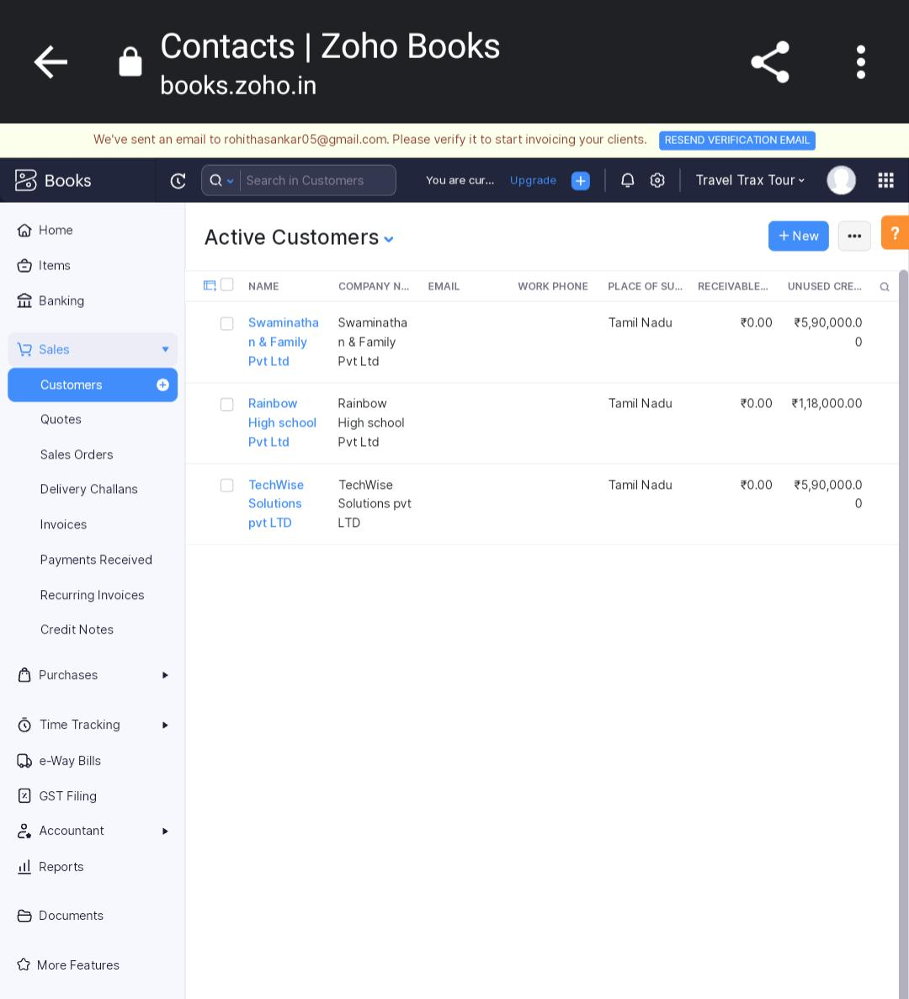 Contacts | Zoho Books
books.zoho.in
We've sent an email to rohithasankar05@gmail.com. Please verify it to start invoicing your clients. RESEND VERIFICATION EMAIL
Books
Search in Customers
You are cur... Upgrade
Travel Trax Tour
Home
Items
Banking
Sales
Customers
Quotes
Sales Orders
Delivery Challans
Invoices
Payments Received
Recurring Invoices
Credit Notes
Purchases
Time Tracking
e-Way Bills
GST Filing
Accountant
Reports
Documents
More Features
Active Customers
+ New
?
NAME COMPANY N... EMAIL WORK PHONE PLACE OF SU... RECEIVABLE... UNUSED CRE...
Swaminatha Swaminatha Tamil Nadu ₹0.00 ₹5,90,000.0
n & Family n & Family 0
Pvt Ltd Pvt Ltd
Rainbow Rainbow Tamil Nadu ₹0.00 ₹1,18,000.00
High school High school
Pvt Ltd Pvt Ltd
TechWise TechWise Tamil Nadu ₹0.00 ₹5,90,000.0
Solutions Solutions pvt 0
pvt LTD LTD